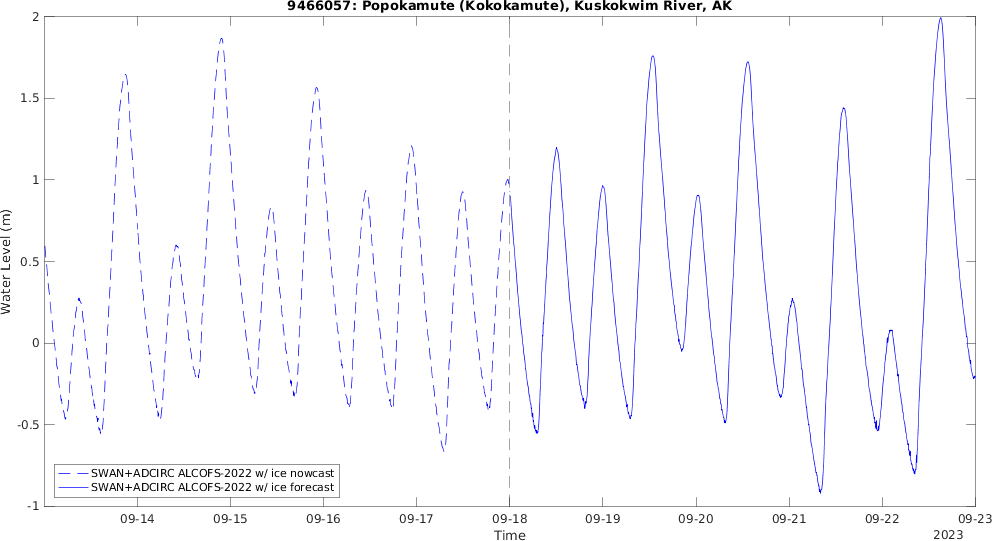 9466057: Popokamute (Kokokamute), Kuskokwim River, AK
Water Level (m)
2
1.5
1
0.5
0
-0.5
-1
SWAN+ADCIRC ALCOFS-2022 w/ ice nowcast
SWAN+ADCIRC ALCOFS-2022 w/ ice forecast
09-14 09-15 09-16 09-17 09-18 09-19 09-20 09-21 09-22 09-23
Time
2023